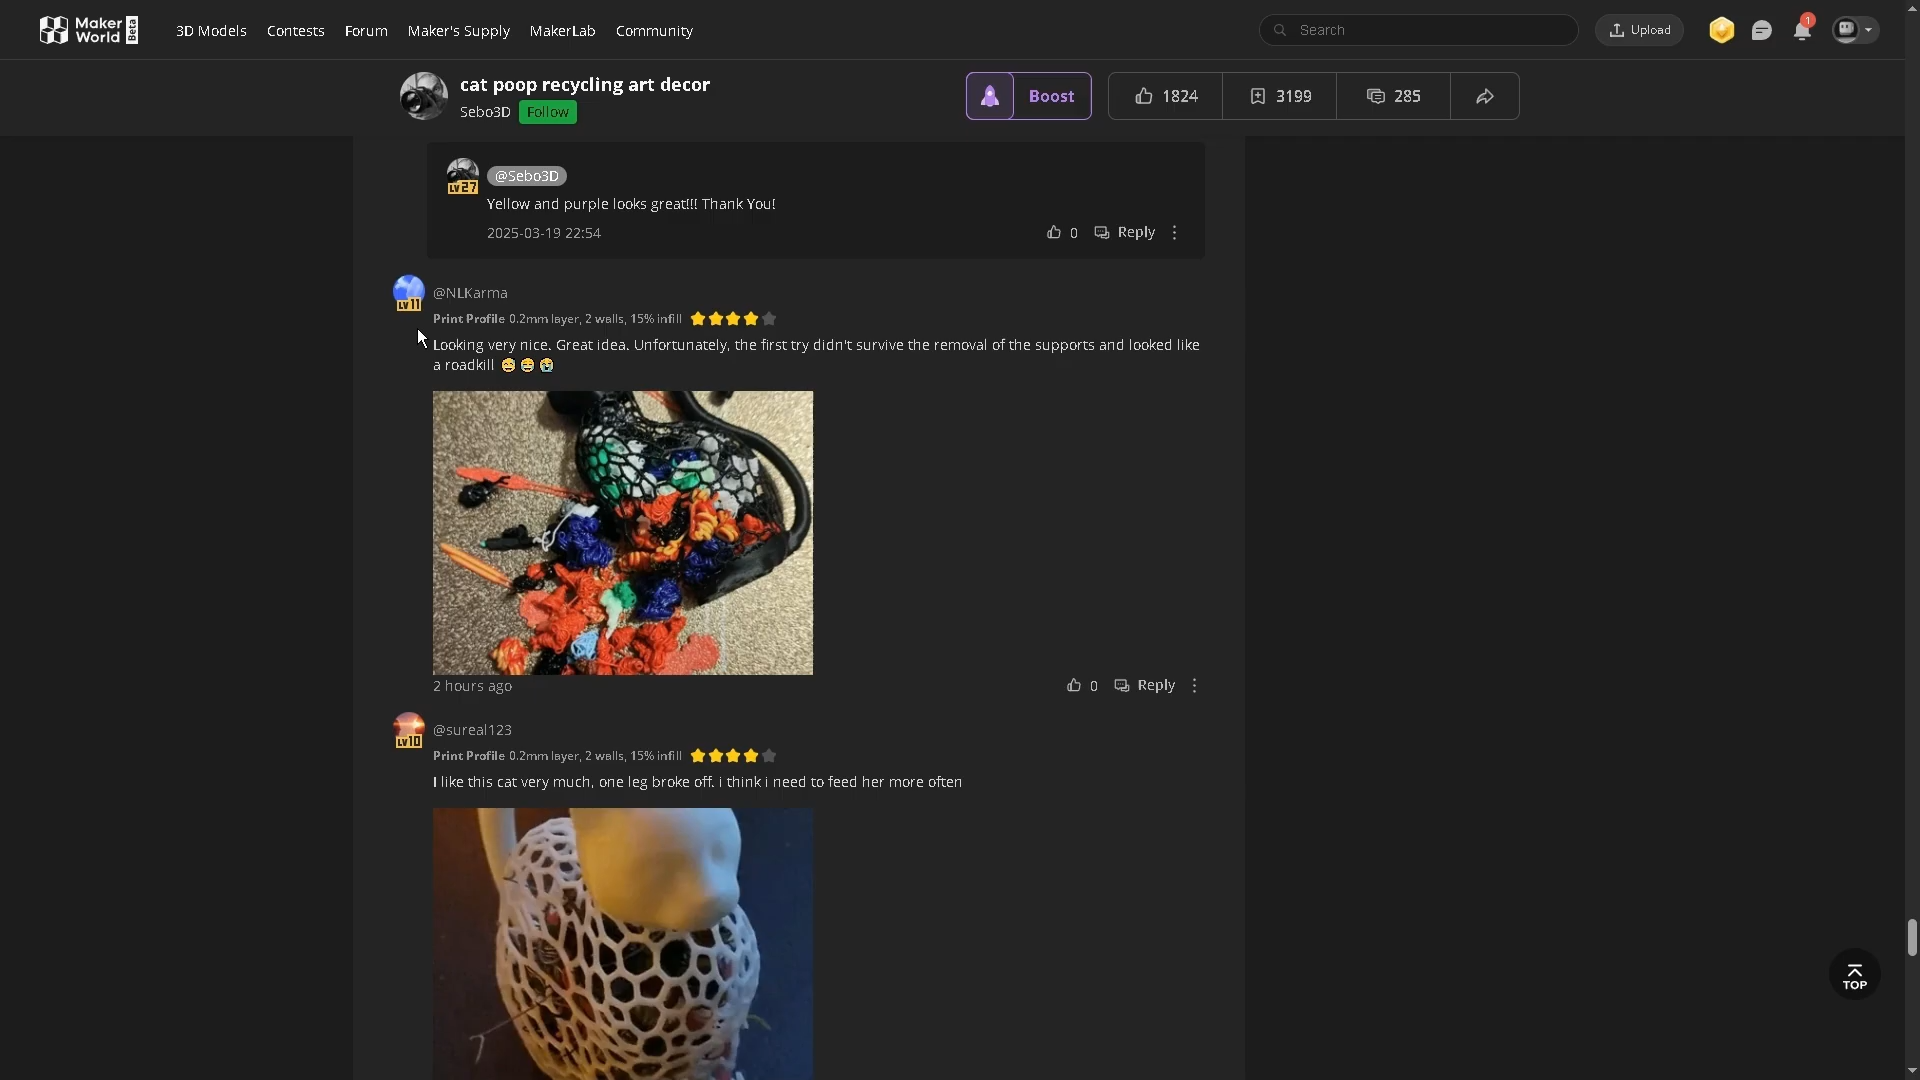 Maker World Beta
3D Models Contests Forum Maker's Supply MakerLab Community
Search
Upload
1
cat poop recycling art decor
Sebo3D Follow
Boost
1824
3199
285
LV27
@Sebo3D
Yellow and purple looks great!!! Thank You!
2025-03-19 22:54
0 Reply
LV11
@NLKarma
Print Profile 0.2mm layer, 2 walls, 15% infill
Looking very nice. Great idea. Unfortunately, the first try didn't survive the removal of the supports and looked like
a roadkill 😅😄😭
2 hours ago
0 Reply
LV10
@sureal123
Print Profile 0.2mm layer, 2 walls, 15% infill
I like this cat very much, one leg broke off. i think i need to feed her more often
TOP